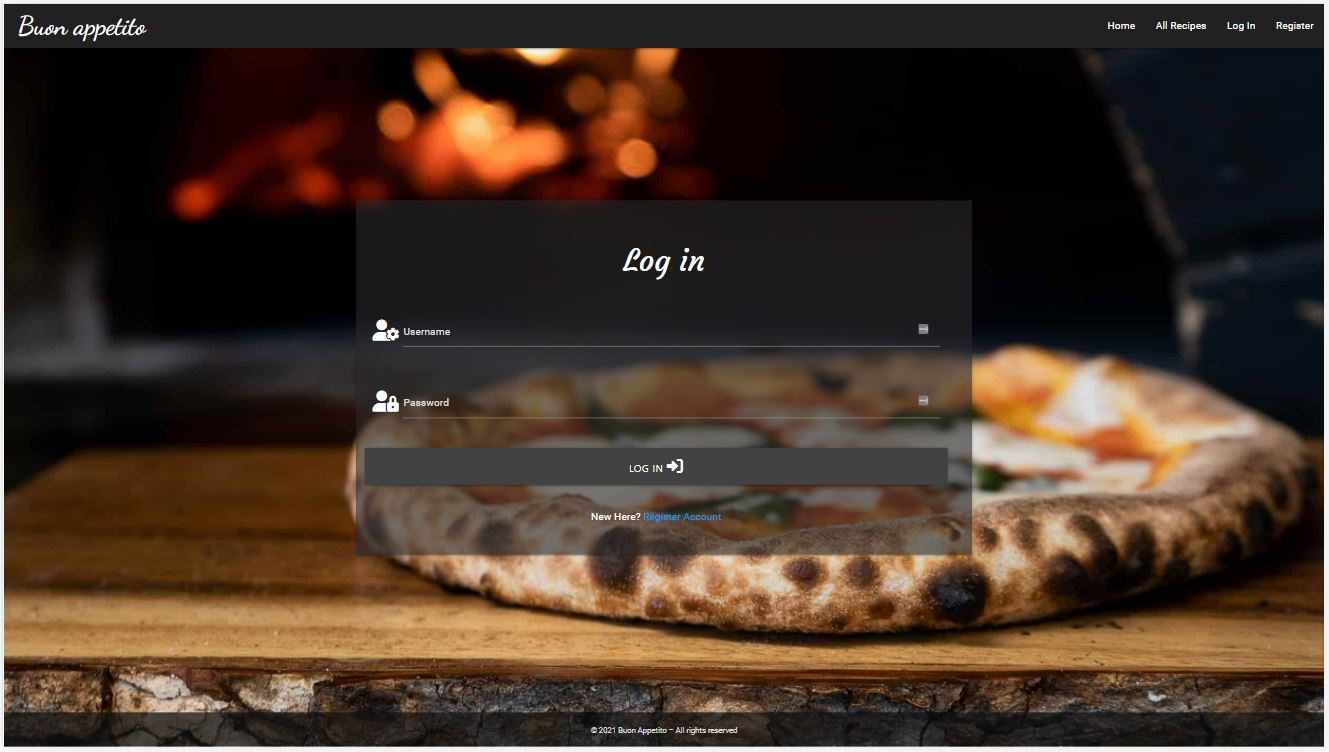 Buon appetito
Home All Recipes Log In Register
Log in
Username
Password
LOG IN
New Here? Register Account
© 2021 Buon Appetito – All rights reserved